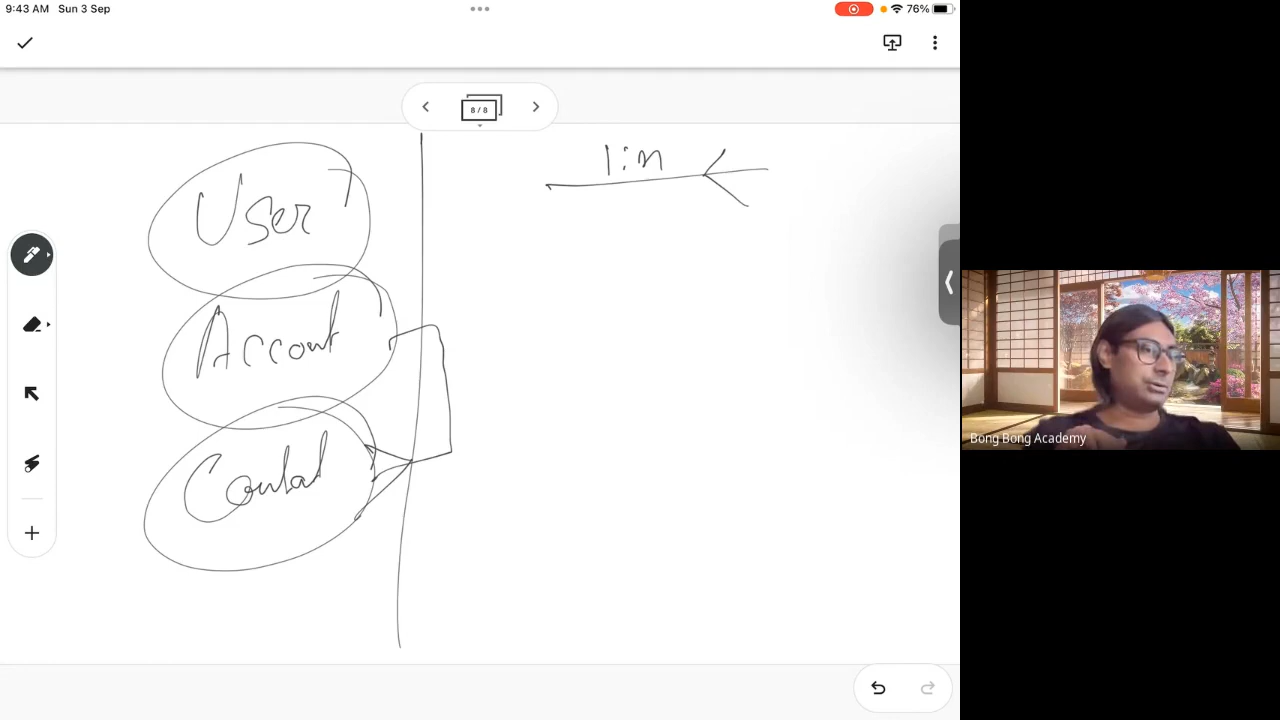 9:43 AM Sun 3 Sep
76%
8 / 8
1:n
User
Account
Contact
Bong Bong Academy